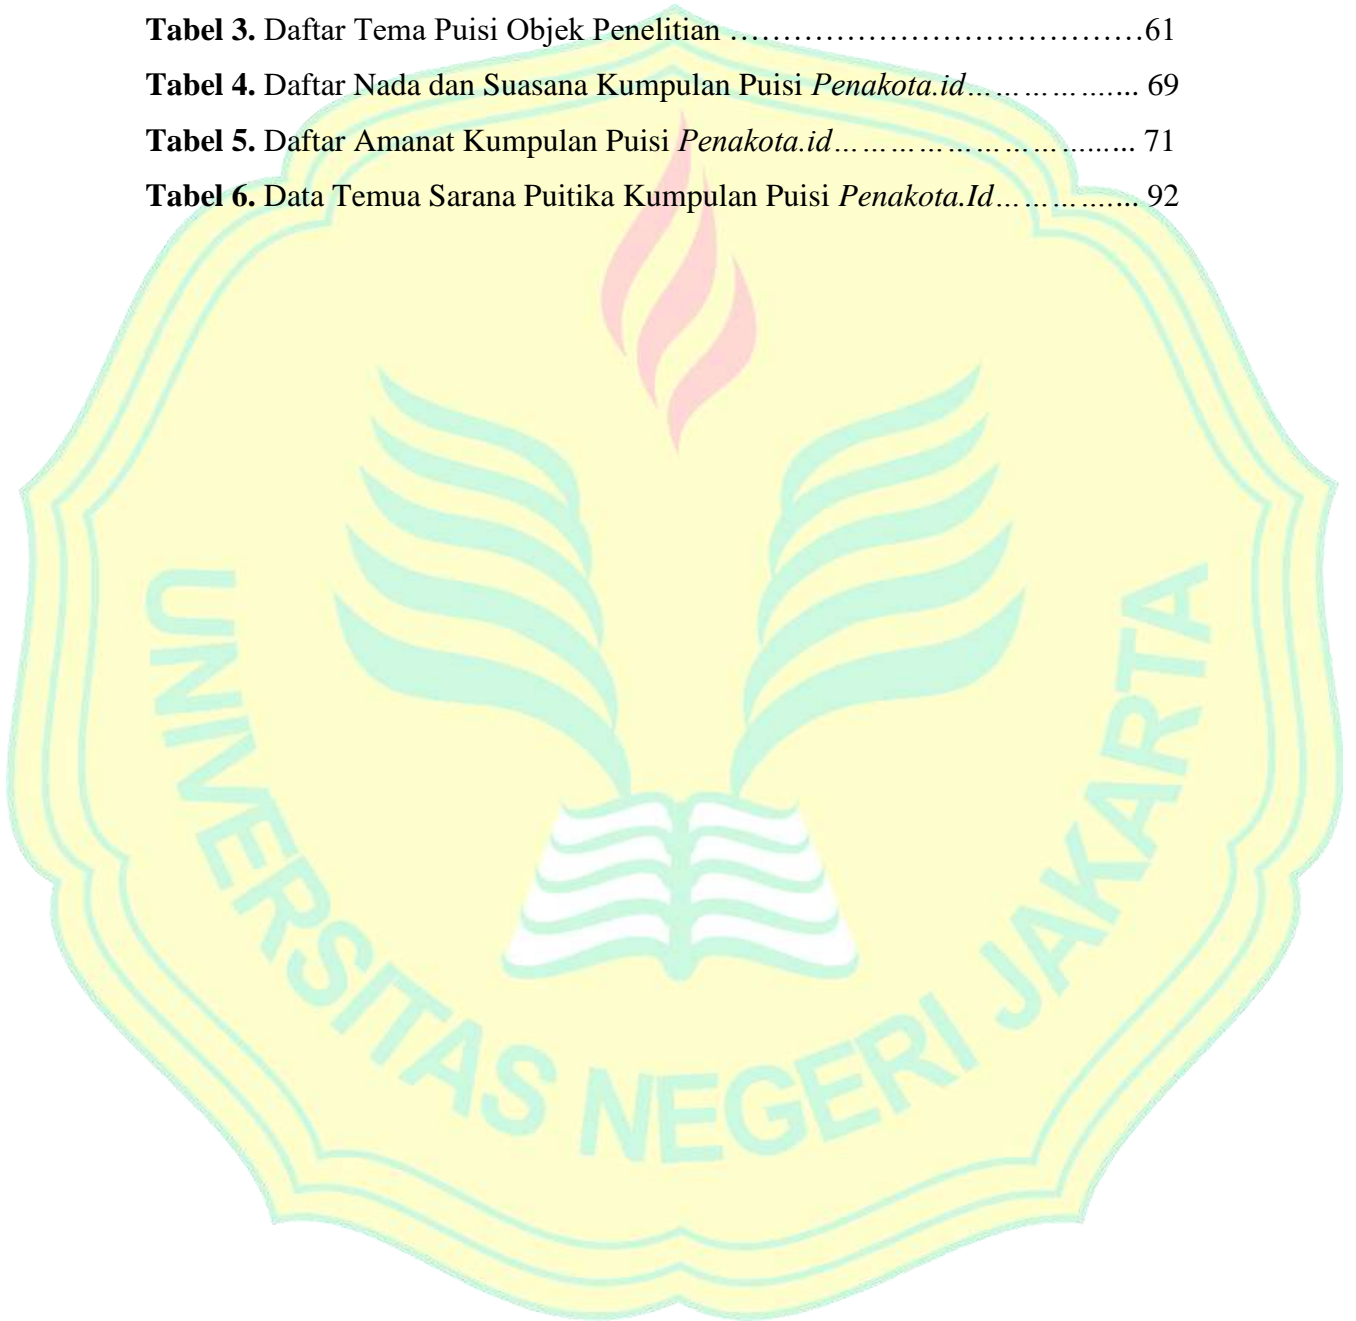 Tabel 3. Daftar Tema Puisi Objek Penelitian …………………………………61
Tabel 4. Daftar Nada dan Suasana Kumpulan Puisi Penakota.id……………..... 69
Tabel 5. Daftar Amanat Kumpulan Puisi Penakota.id………………………...... 71
Tabel 6. Data Temua Sarana Puitika Kumpulan Puisi Penakota.Id…………..... 92
UNIVERSITAS NEGERI JAKARTA